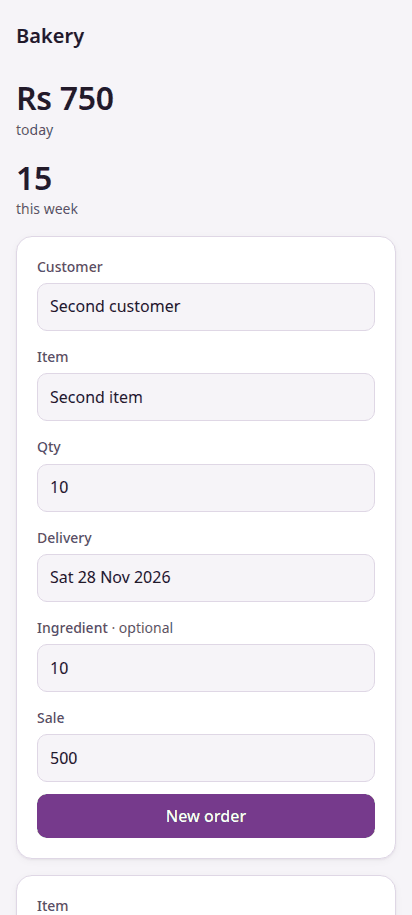 Bakery
Rs 750
today
15
this week
Customer
Second customer
Item
Second item
Qty
10
Delivery
Sat 28 Nov 2026
Ingredient · optional
10
Sale
500
New order
Item